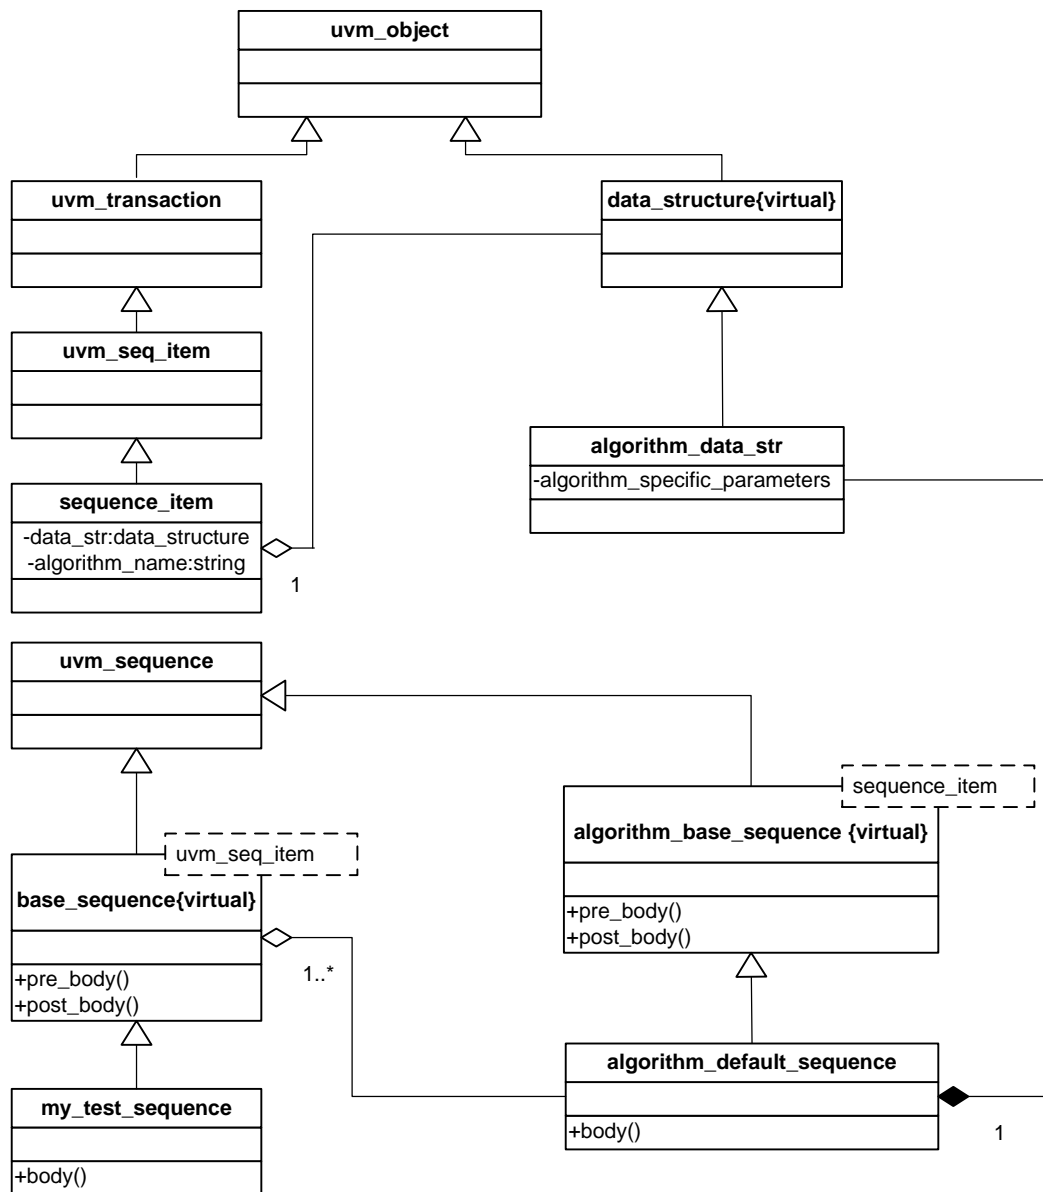 uvm_object
uvm_transaction
data_structure{virtual}
uvm_seq_item
algorithm_data_str
-algorithm_specific_parameters
sequence_item
-data_str:data_structure
-algorithm_name:string
1
uvm_sequence
sequence_item
algorithm_base_sequence {virtual}
+pre_body()
+post_body()
uvm_seq_item
base_sequence{virtual}
+pre_body()
+post_body()
1..*
algorithm_default_sequence
+body()
1
my_test_sequence
+body()